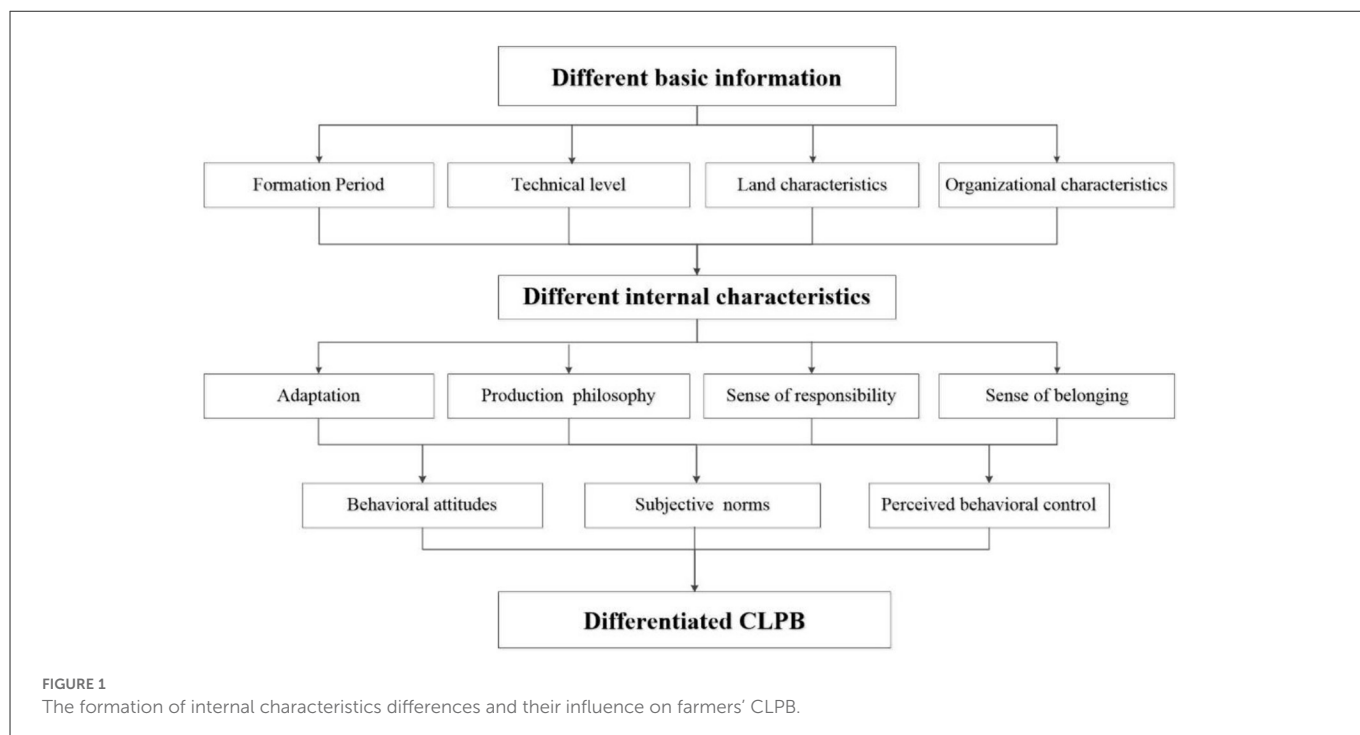 Different basic information
Formation Period
Technical level
Land characteristics
Organizational characteristics
Different internal characteristics
Adaptation
Production philosophy
Sense of responsibility
Sense of belonging
Behavioral attitudes
Subjective norms
Perceived behavioral control
Differentiated CLPB
FIGURE 1
The formation of internal characteristics differences and their influence on farmers' CLPB.